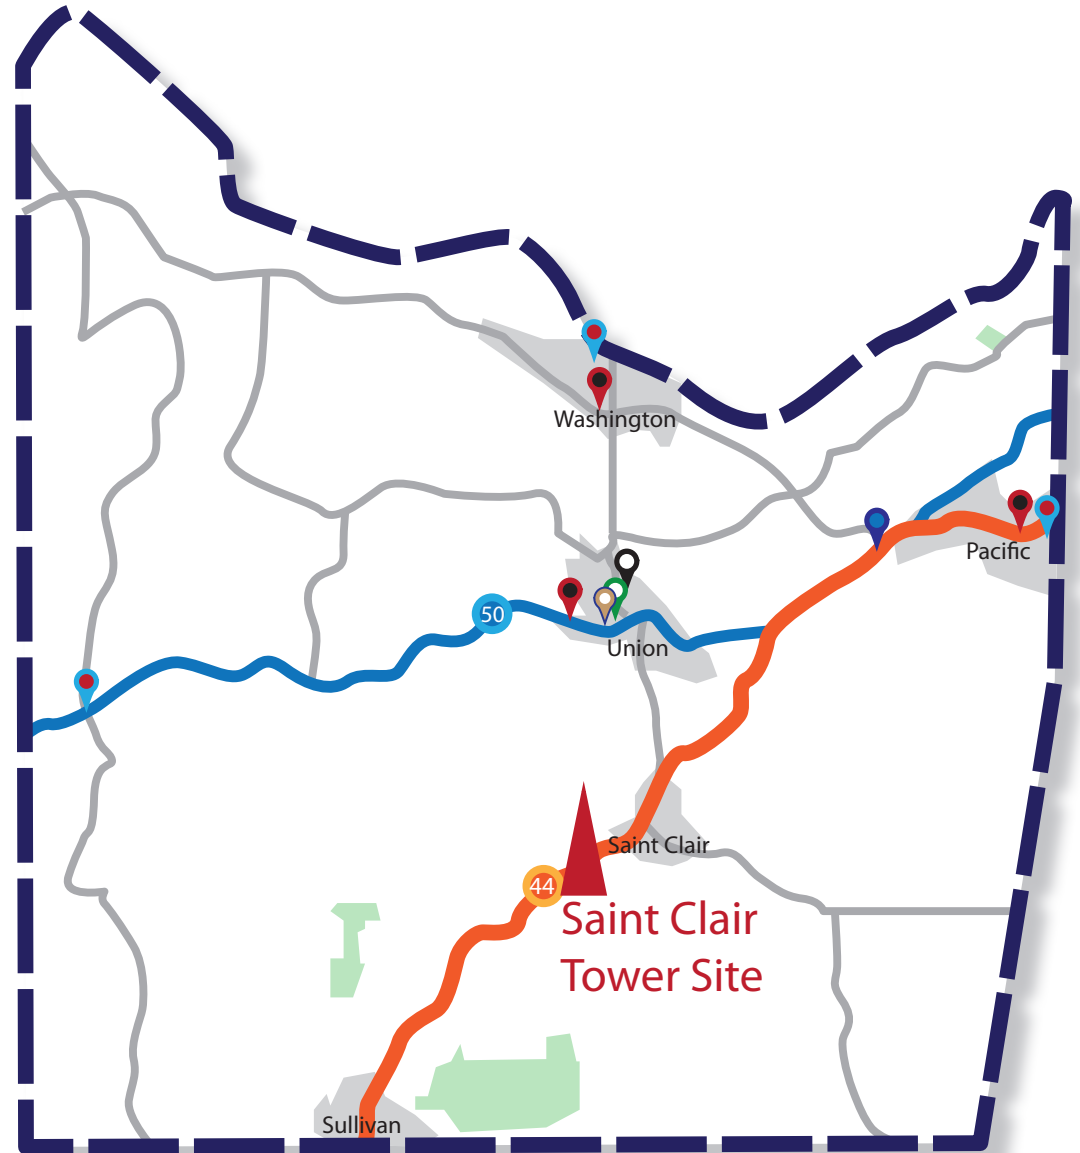 Washington
Pacific
50
Union
Saint Clair
44
Saint Clair
Tower Site
Sullivan